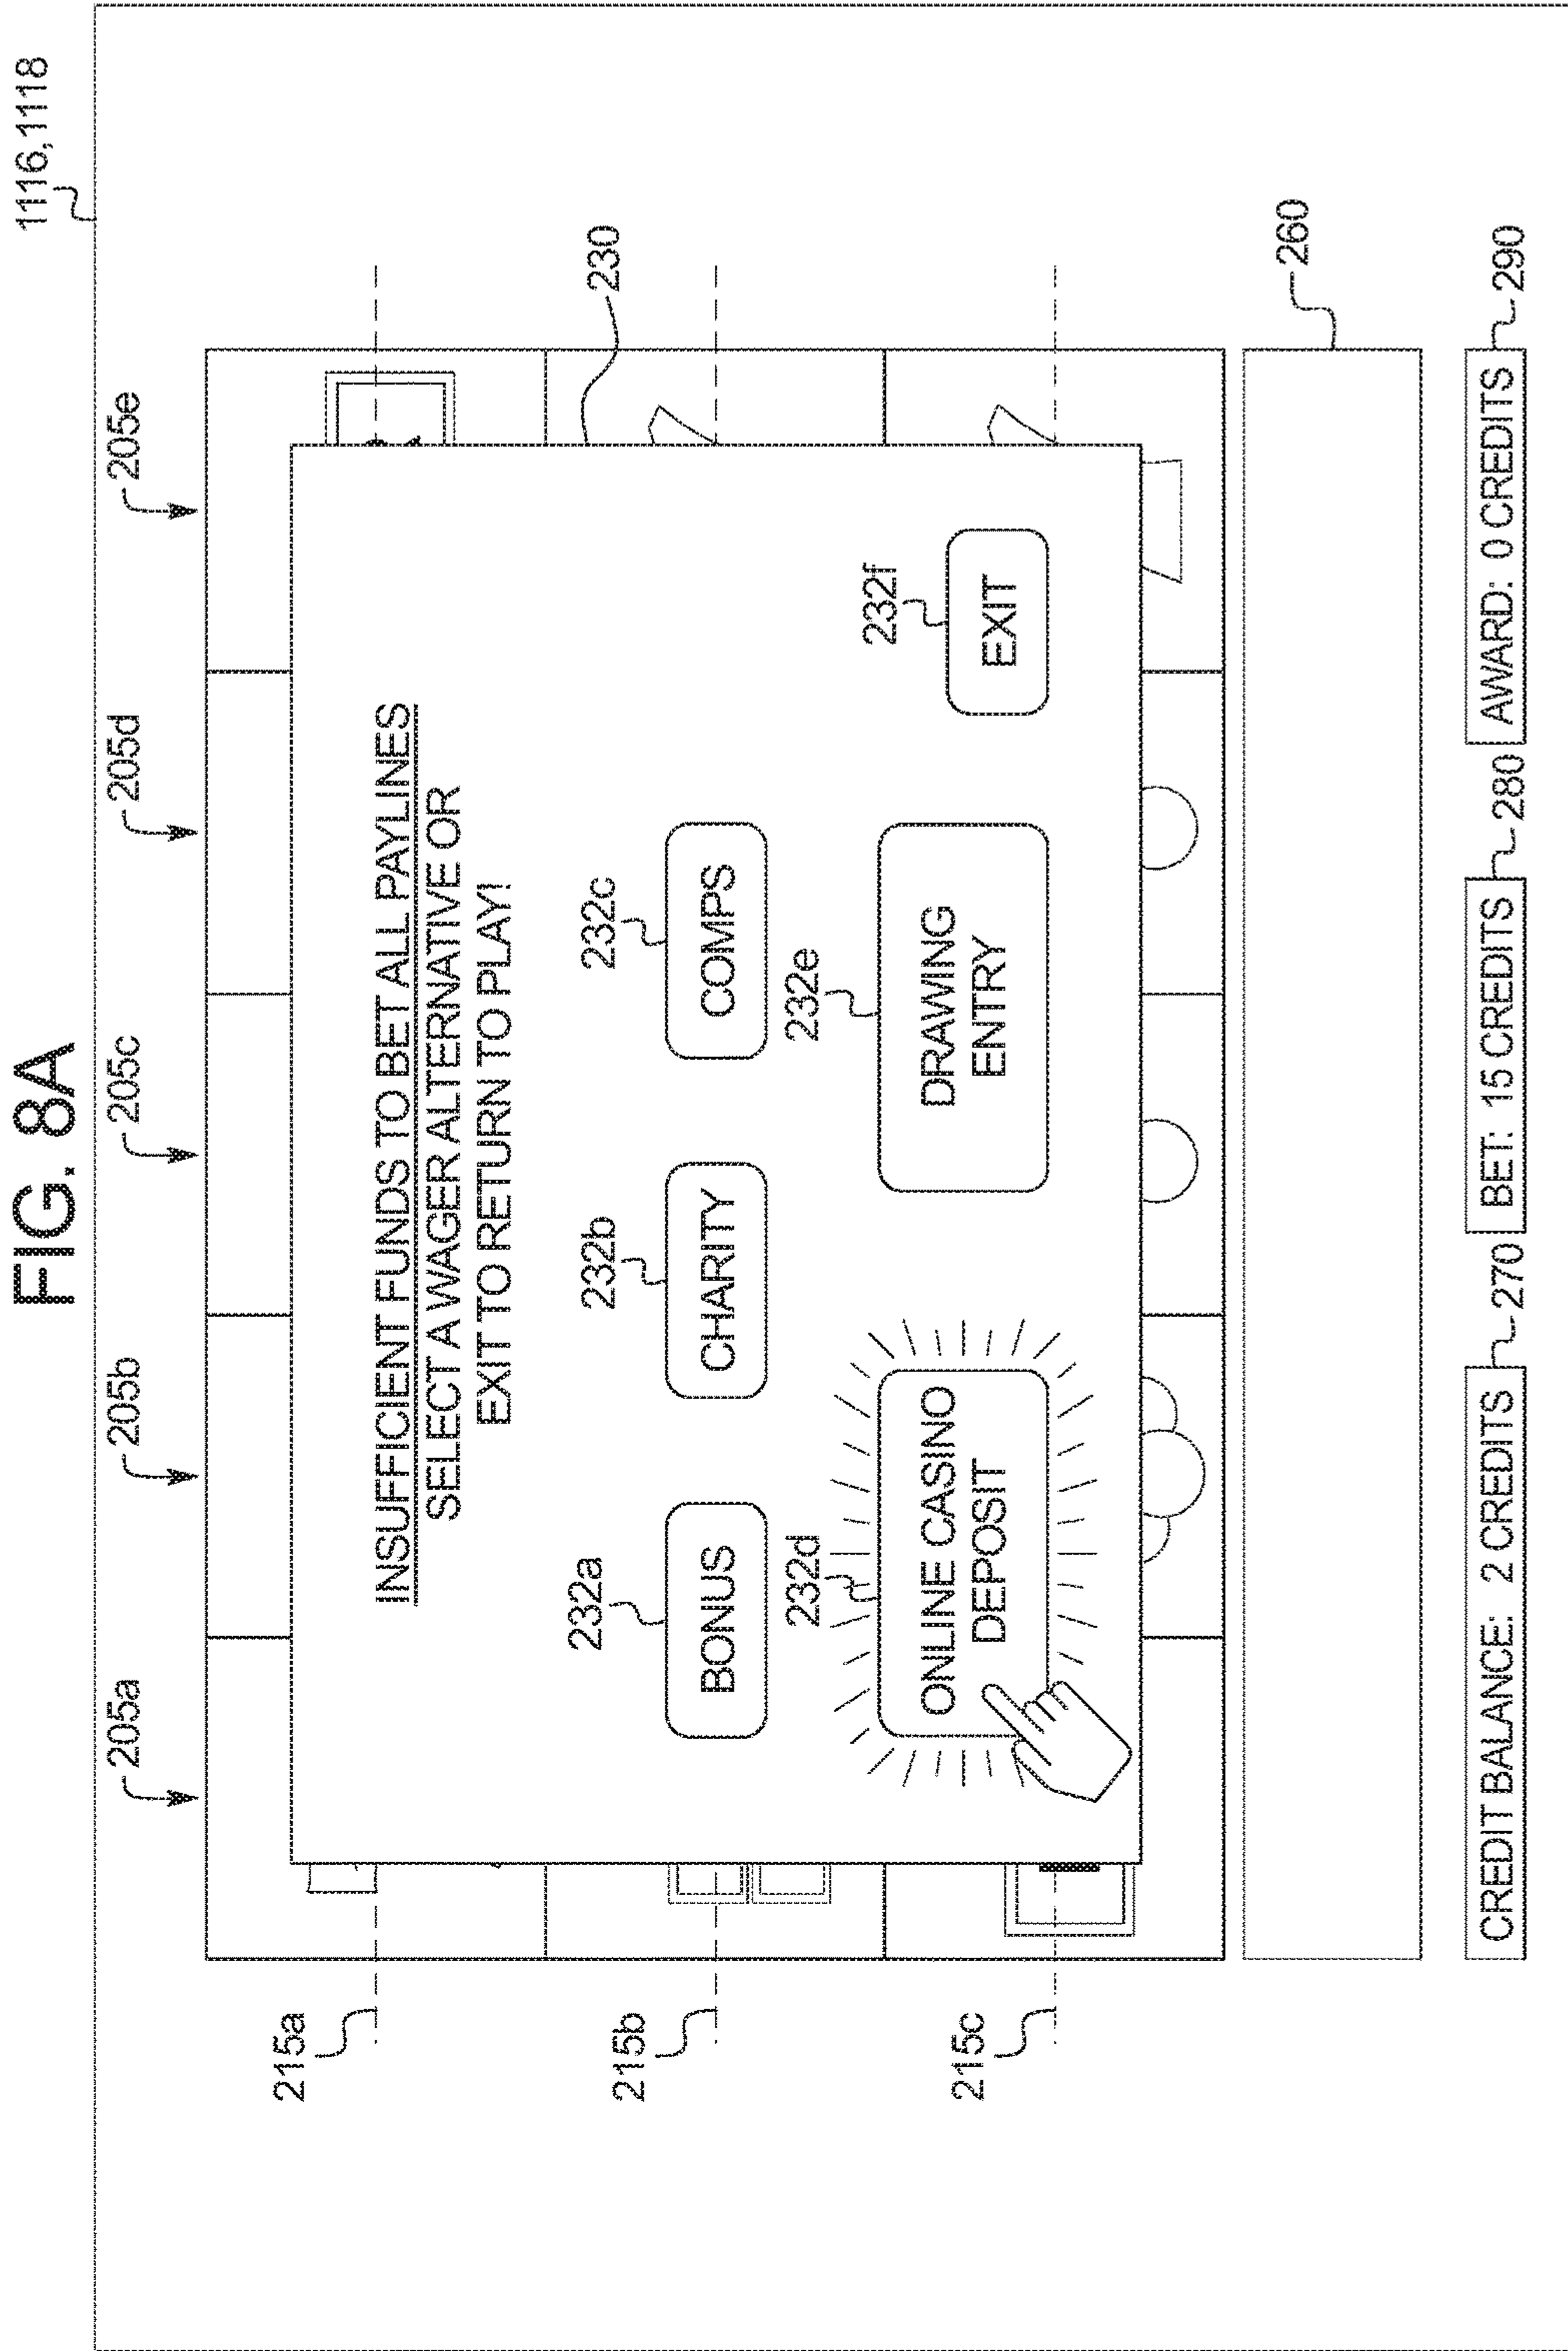 FIG. 8A
1116,1118
205a
205b
205c
205d
205e
215a
INSUFFICIENT FUNDS TO BET ALL PAYLINES
SELECT A WAGER ALTERNATIVE OR
EXIT TO RETURN TO PLAY!
230
232a
232b
232c
215b
BONUS
CHARITY
COMPS
232d
232e
232f
215c
ONLINE CASINO
DEPOSIT
DRAWING
ENTRY
EXIT
260
CREDIT BALANCE: 2 CREDITS
270
BET: 15 CREDITS
280
AWARD: 0 CREDITS
290